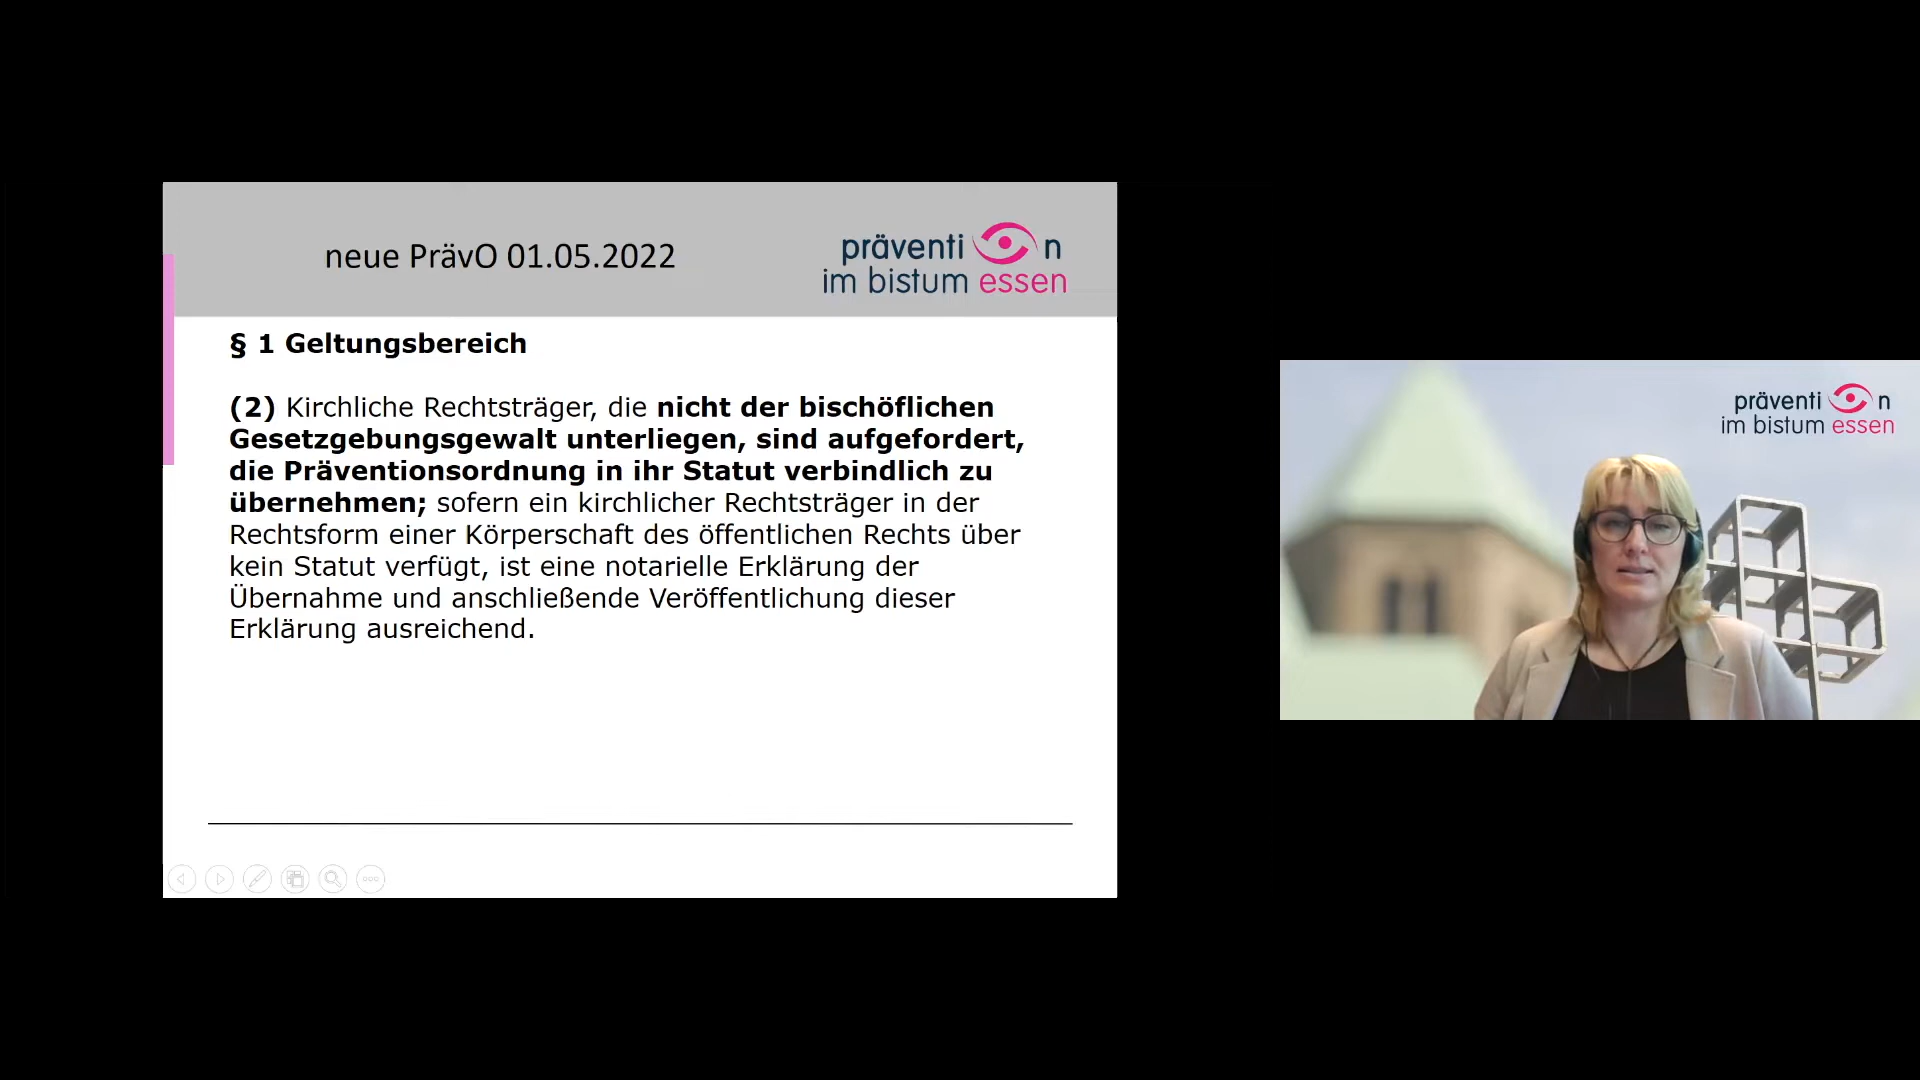 neue PrävO 01.05.2022
präventi n
im bistum essen
§ 1 Geltungsbereich
(2) Kirchliche Rechtsträger, die nicht der bischöflichen
Gesetzgebungsgewalt unterliegen, sind aufgefordert,
die Präventionsordnung in ihr Statut verbindlich zu
übernehmen; sofern ein kirchlicher Rechtsträger in der
Rechtsform einer Körperschaft des öffentlichen Rechts über
kein Statut verfügt, ist eine notarielle Erklärung der
Übernahme und anschließende Veröffentlichung dieser
Erklärung ausreichend.
präventi n
im bistum essen